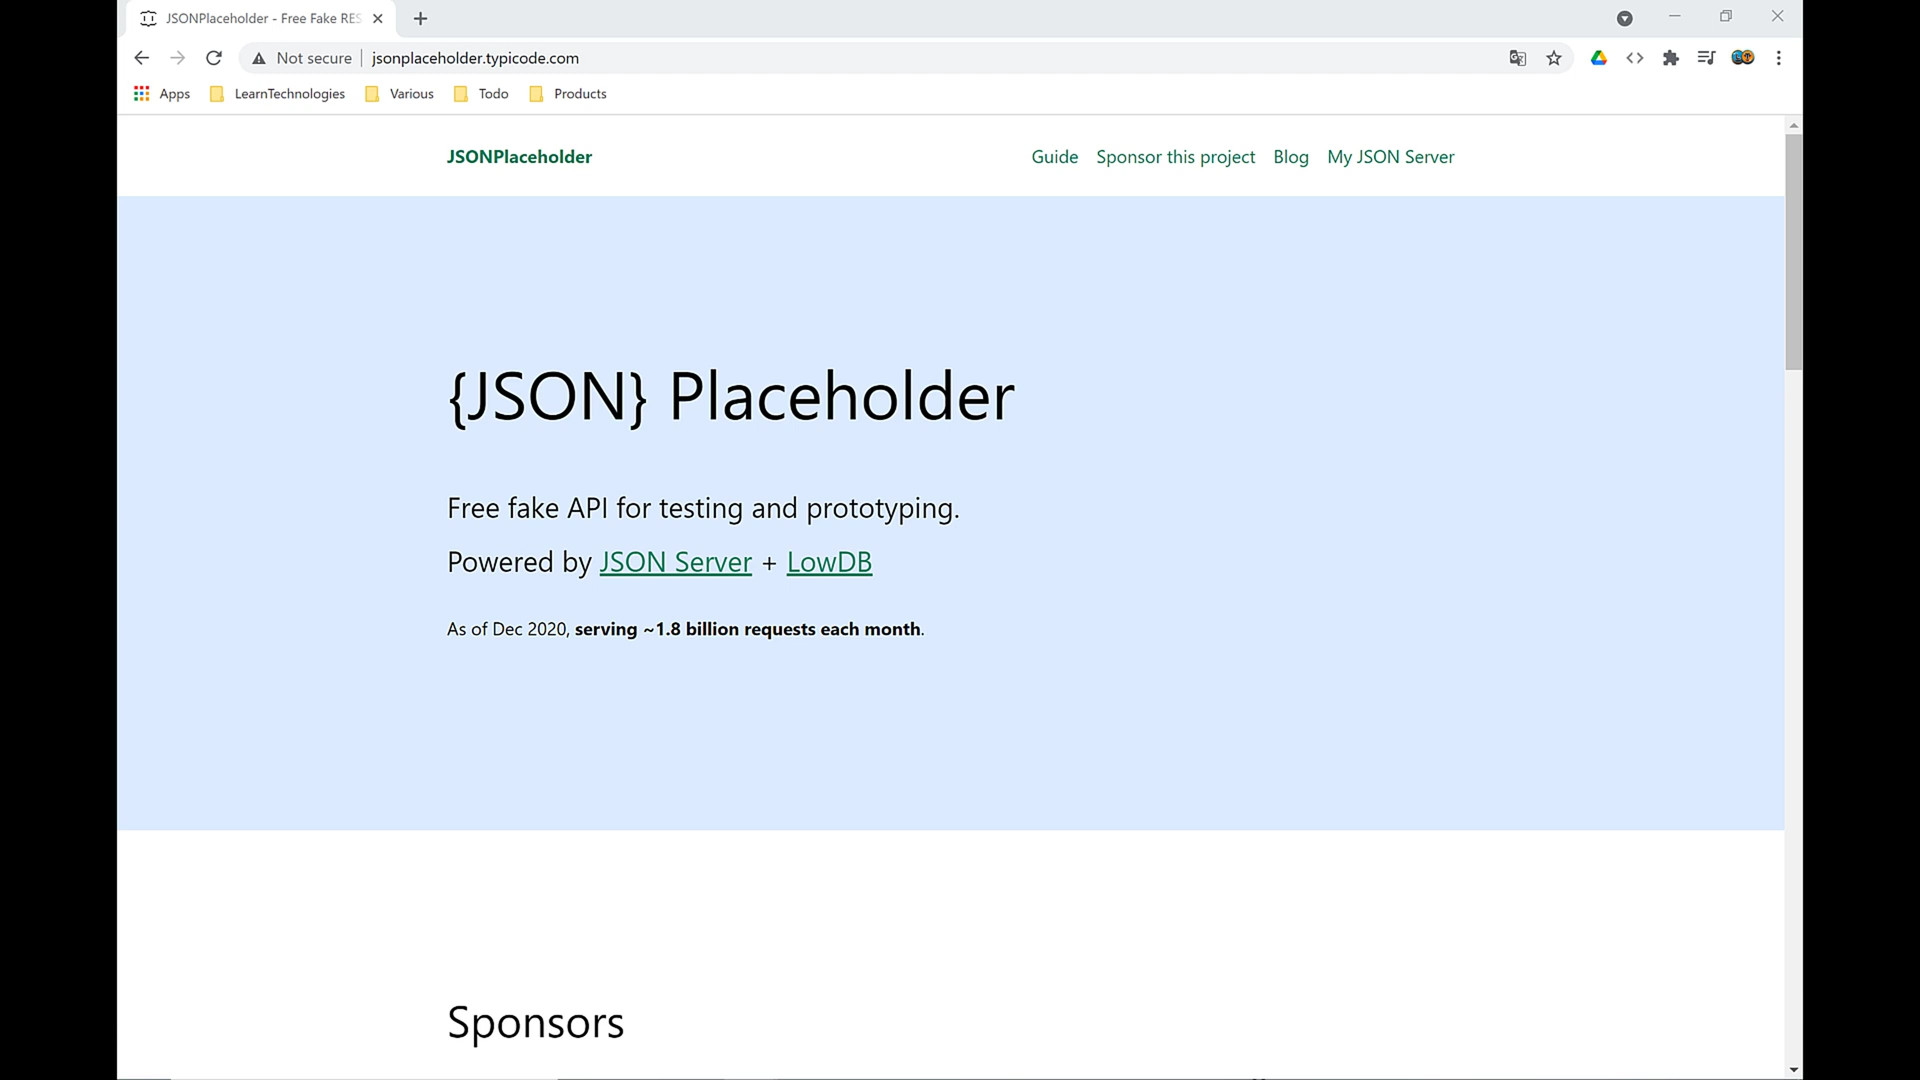 JSONPlaceholder - Free Fake RES
Not secure jsonplaceholder.typicode.com
Apps LearnTechnologies Various Todo Products
JSONPlaceholder Guide Sponsor this project Blog My JSON Server
{JSON} Placeholder
Free fake API for testing and prototyping.
Powered by JSON Server + LowDB
As of Dec 2020, serving ~1.8 billion requests each month.
Sponsors